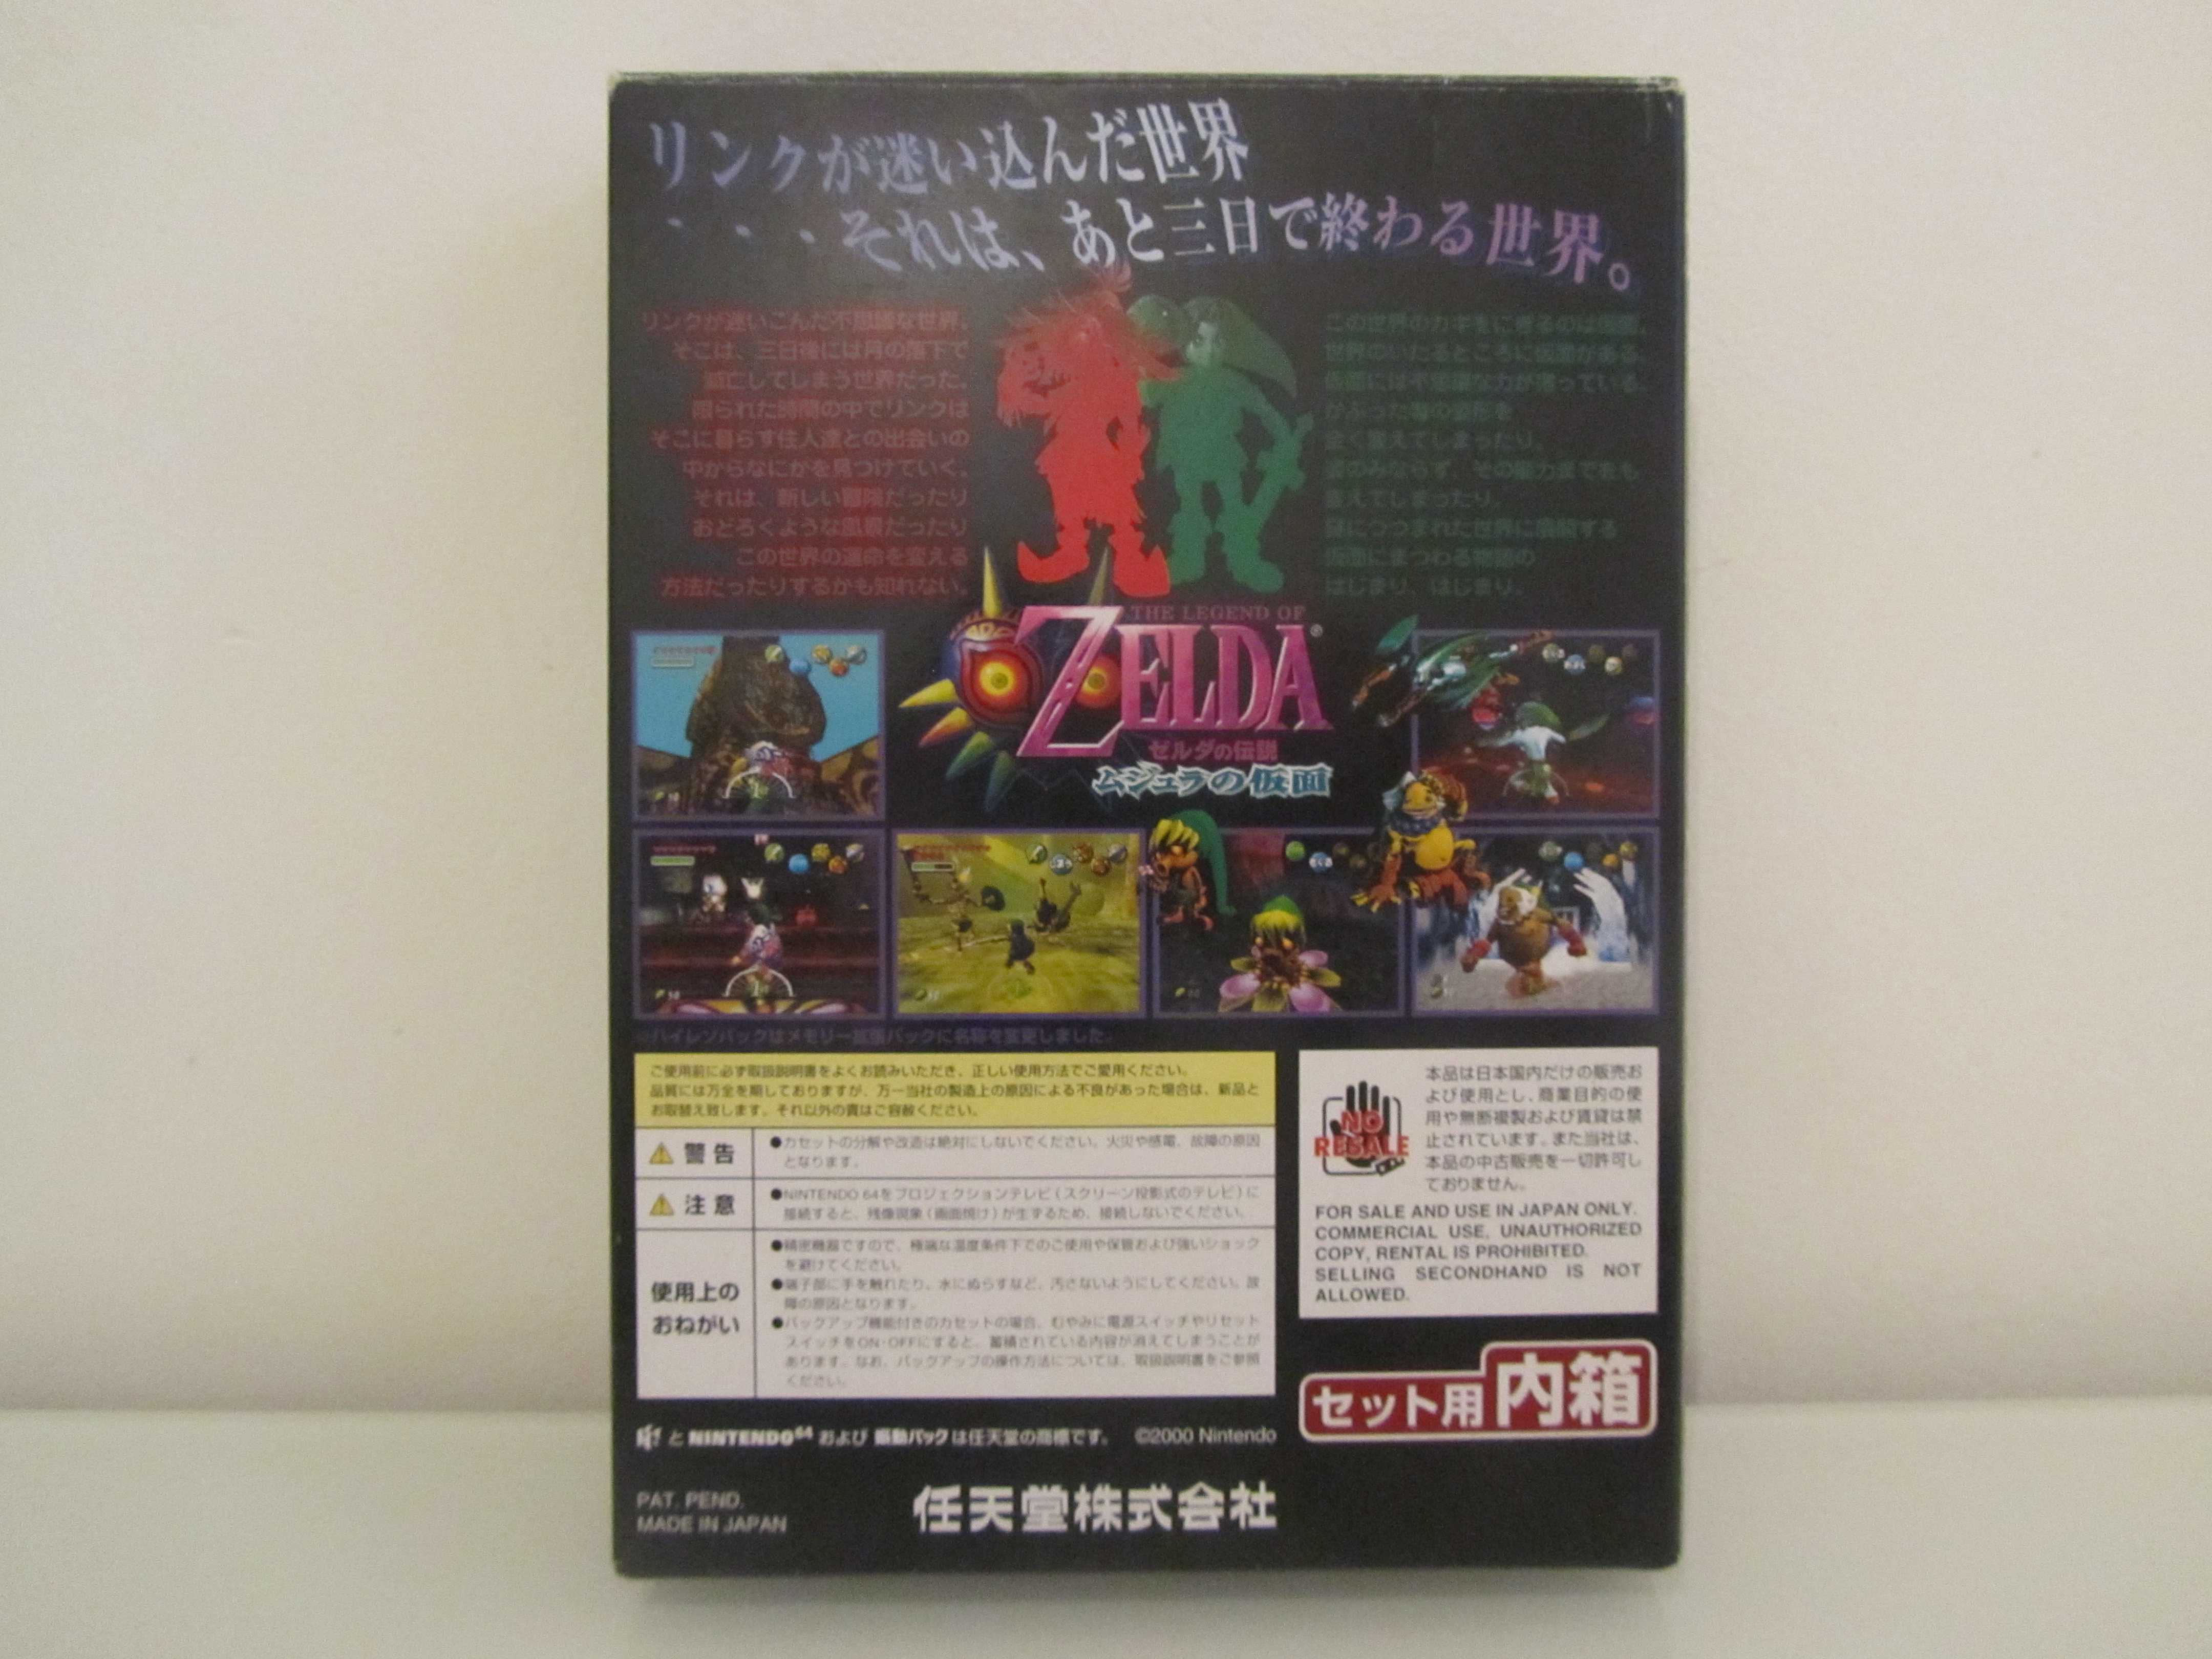 リンクが迷い込んだ世界
・・・それは、あと三日で終わる世界。
リンクが迷いこんだ不思議な世界。
そこは、三日後には月の落下で
滅亡してしまう世界だった。
限られた時間の中でリンクは
そこに暮らす住人達との出会いの
中からなにかを見つけていく。
それは、新しい冒険だったり
おどろくような風景だったり
この世界の運命を変える
方法だったりするかも知れない。
この世界のカギをにぎるのは仮面。
世界のいたるところに仮面がある。
仮面には不思議な力が宿っている。
かぶった者の姿形を
まく変えてしまったり。
姿のみならず、その能力までをも
変えてしまったり。
謎につつまれた世界に展開する
仮面にまつわる物語の
はじまり、はじまり。
THE LEGEND OF
ZELDA®
ゼルダの伝説
ムジュラの仮面
※ハイレゾパックはメモリー拡張パックに名称を変更しました。
ご使用前に必ず取扱説明書をよくお読みいただき、正しい使用方法でご愛用ください。
品質には万全を期しておりますが、万一当社の製造上の原因による不良があった場合は、新品と
お取替え致します。それ以外の責はご容赦ください。
警告
●カセットの分解や改造は絶対にしないでください。火災や感電、故障の原因
となります。
注意
●NINTENDO 64をプロジェクションテレビ(スクリーン投影式のテレビ)に
接続すると、残像現象(画面焼け)が生ずるため、接続しないでください。
使用上の
おねがい
●精密機器ですので、極端な温度条件下でのご使用や保管および強いショック
を避けてください。
●端子部に手を触れたり、水にぬらすなど、汚さないようにしてください。故
障の原因となります。
●バックアップ機能付きのカセットの場合、むやみに電源スイッチやリセット
スイッチをON・OFFにすると、蓄積されている内容が消えてしまうことが
あります。なお、バックアップの操作方法については、取扱説明書をご参照
ください。
NO
RESALE
本品は日本国内だけの販売お
よび使用とし、商業目的の使
用や無断複製および賃貸は禁
止されています。また当社は、
本品の中古販売を一切許可し
ておりません。
FOR SALE AND USE IN JAPAN ONLY.
COMMERCIAL USE, UNAUTHORIZED
COPY, RENTAL IS PROHIBITED.
SELLING SECONDHAND IS NOT
ALLOWED.
セット用内箱
と NINTENDO64 および 振動パック は任天堂の商標です。 ©2000 Nintendo
PAT. PEND.
MADE IN JAPAN
任天堂株式会社